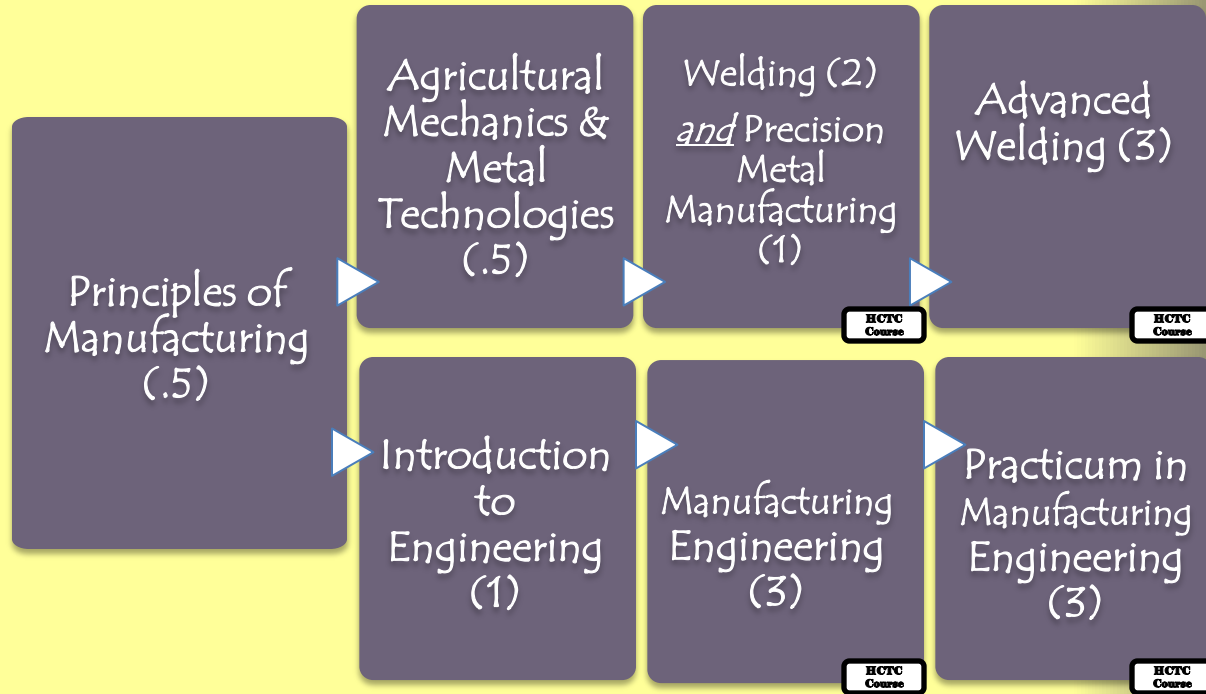 Principles of
Manufacturing
(.5)
Agricultural
Mechanics &
Metal
Technologies
(.5)
Welding (2)
and Precision
Metal
Manufacturing
(1)
HCTC
Course
Advanced
Welding (3)
HCTC
Course
Introduction
to
Engineering
(1)
Manufacturing
Engineering
(3)
HCTC
Course
Practicum in
Manufacturing
Engineering
(3)
HCTC
Course